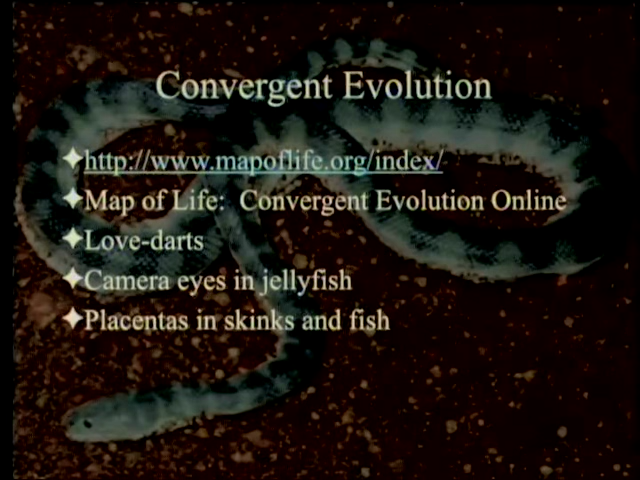 Convergent Evolution
http://www.mapoflife.org/index/
Map of Life: Convergent Evolution Online
Love-darts
Camera eyes in jellyfish
Placentas in skinks and fish